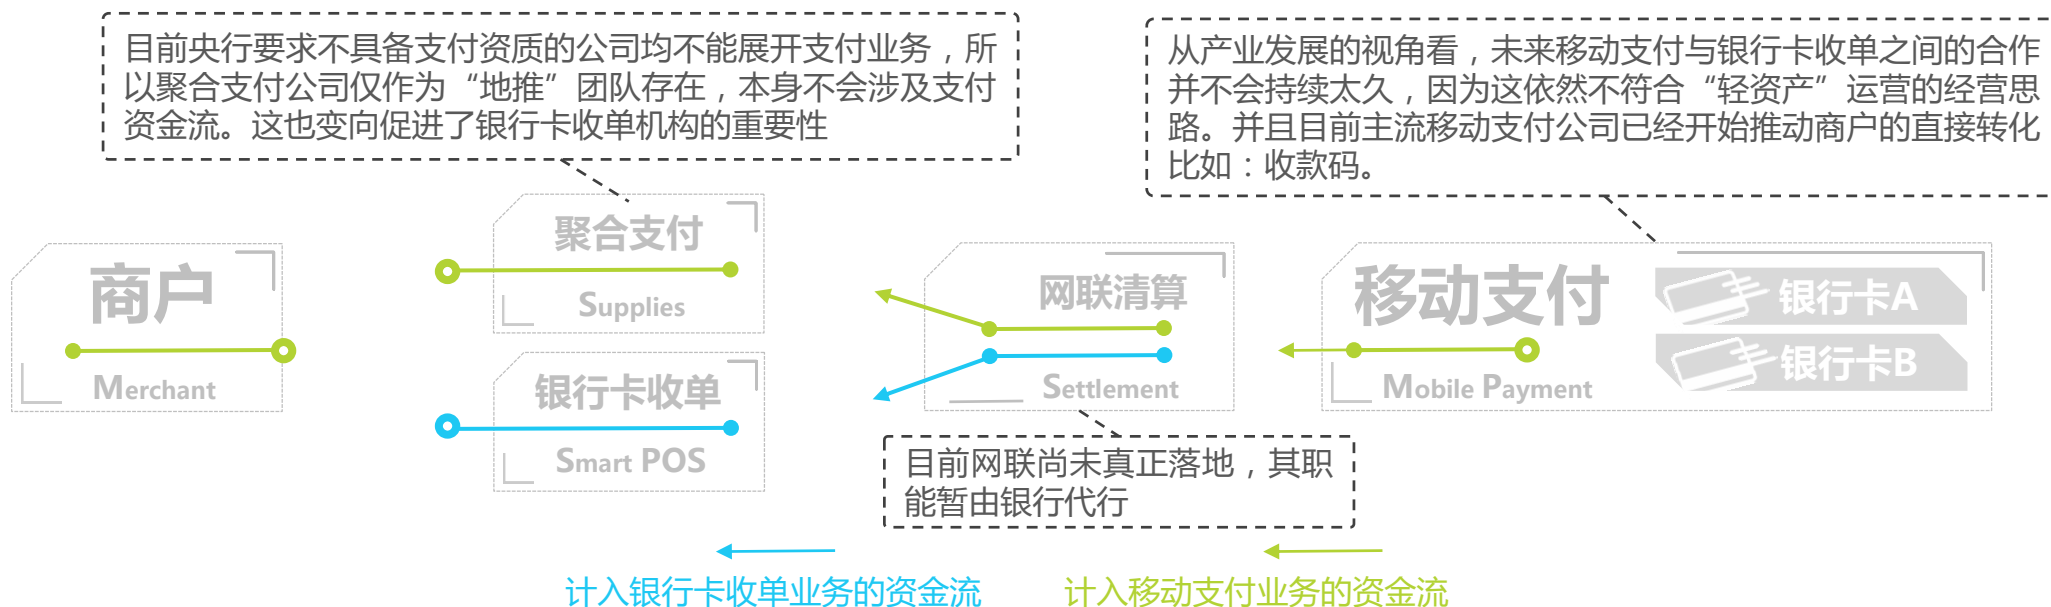 目前央行要求不具备支付资质的公司均不能展开支付业务，所
以聚合支付公司仅作为“地推”团队存在，本身不会涉及支付
资金流。这也变向促进了银行卡收单机构的重要性
从产业发展的视角看，未来移动支付与银行卡收单之间的合作
并不会持续太久，因为这依然不符合“轻资产”运营的经营思
路。并且目前主流移动支付公司已经开始推动商户的直接转化
比如：收款码。
商户
Merchant
聚合支付
Supplies
银行卡收单
Smart POS
网联清算
Settlement
移动支付
Mobile Payment
银行卡A
银行卡B
目前网联尚未真正落地，其职
能暂由银行代行
计入银行卡收单业务的资金流
计入移动支付业务的资金流